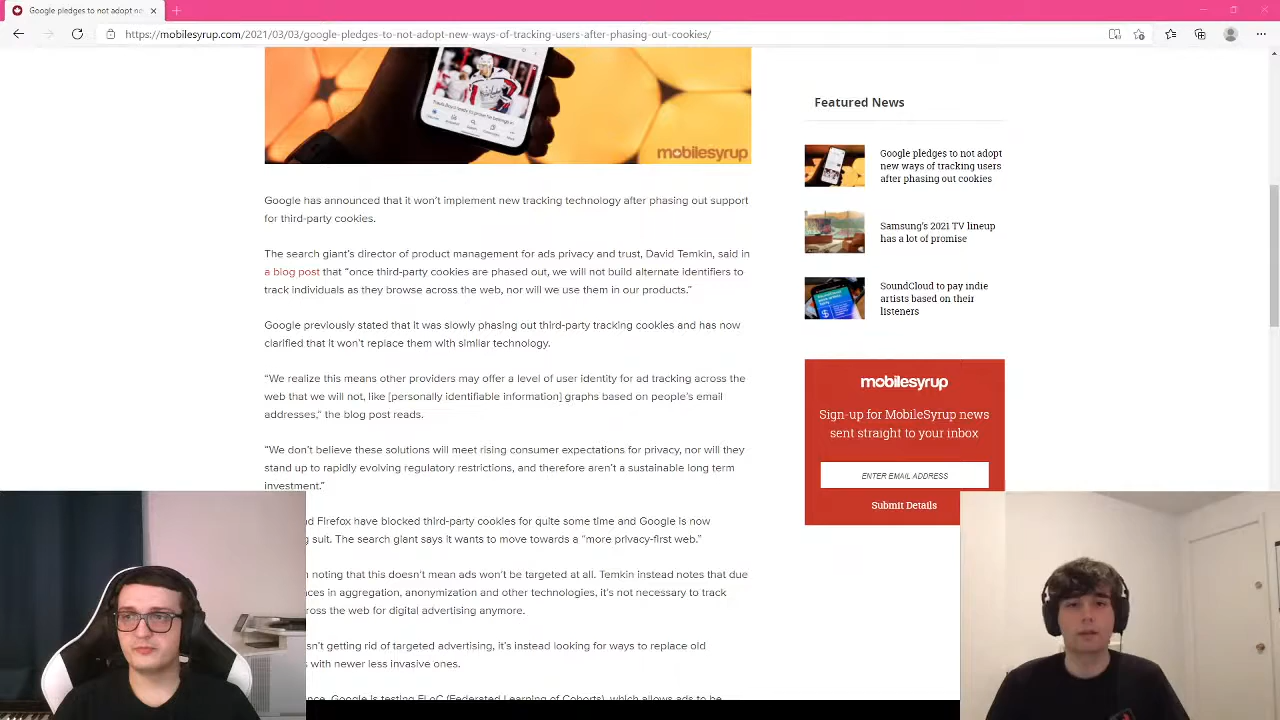 Google pledges to not adopt ne
https://mobilesyrup.com/2021/03/03/google-pledges-to-not-adopt-new-ways-of-tracking-users-after-phasing-out-cookies/
mobilesyrup
Google has announced that it won't implement new tracking technology after phasing out support
for third-party cookies.
The search giant's director of product management for ads privacy and trust, David Temkin, said in
a blog post that “once third-party cookies are phased out, we will not build alternate identifiers to
track individuals as they browse across the web, nor will we use them in our products.”
Google previously stated that it was slowly phasing out third-party tracking cookies and has now
clarified that it won't replace them with similar technology.
“We realize this means other providers may offer a level of user identity for ad tracking across the
web that we will not, like [personally identifiable information] graphs based on people's email
addresses,” the blog post reads.
“We don't believe these solutions will meet rising consumer expectations for privacy, nor will they
stand up to rapidly evolving regulatory restrictions, and therefore aren't a sustainable long term
investment.”
d Firefox have blocked third-party cookies for quite some time and Google is now
g suit. The search giant says it wants to move towards a “more privacy-first web.”
noting that this doesn't mean ads won't be targeted at all. Temkin instead notes that due
ces in aggregation, anonymization and other technologies, it's not necessary to track
ross the web for digital advertising anymore.
sn't getting rid of targeted advertising, it's instead looking for ways to replace old
s with newer less invasive ones.
nce, Google is testing FLoC (Federated Learning of Cohorts), which allows ads to be
Featured News
Google pledges to not adopt
new ways of tracking users
after phasing out cookies
Samsung's 2021 TV lineup
has a lot of promise
SoundCloud to pay indie
artists based on their
listeners
mobilesyrup
Sign-up for MobileSyrup news
sent straight to your inbox
ENTER EMAIL ADDRESS
Submit Details